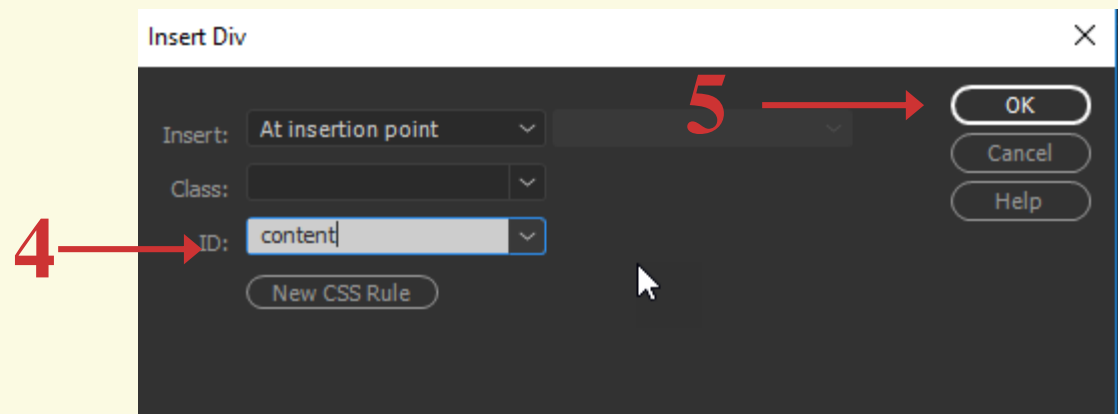 Insert Div
5
OK
Insert: At insertion point
Cancel
Class:
Help
4
ID: content
New CSS Rule